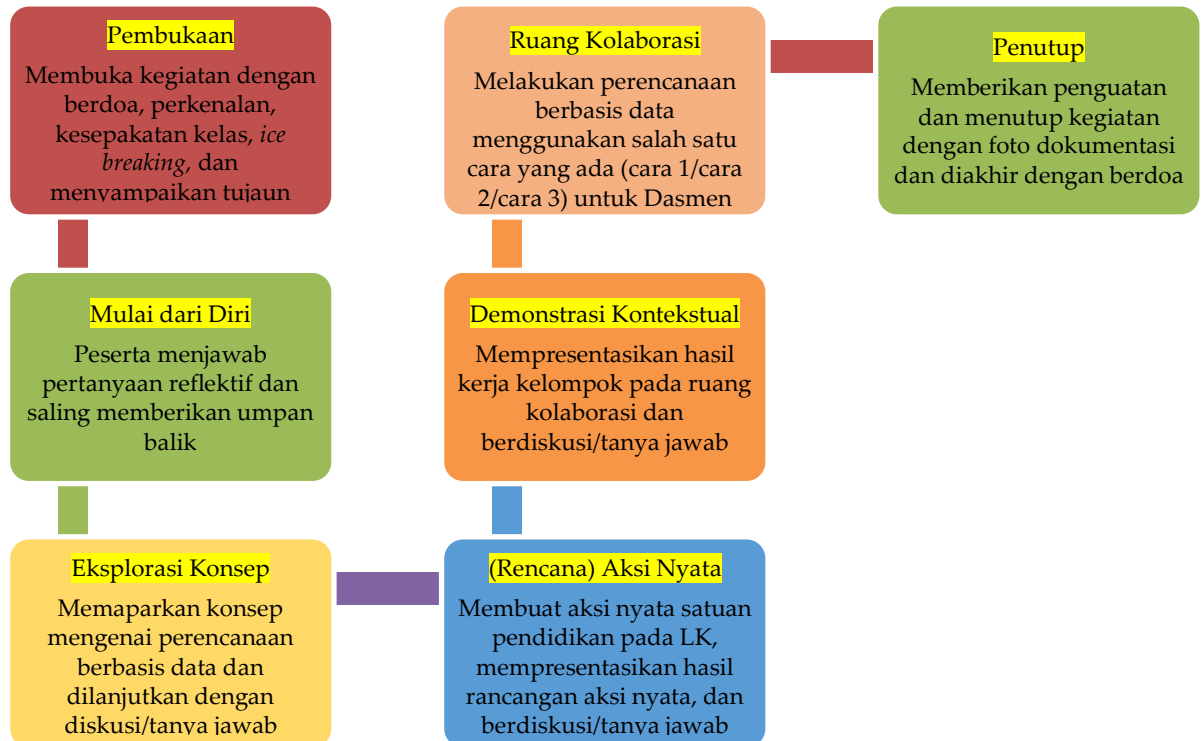 Pembukaan
Membuka kegiatan dengan
berdoa, perkenalan,
kesepakatan kelas, ice
breaking, dan
menyampaikan tujaun
Mulai dari Diri
Peserta menjawab
pertanyaan reflektif dan
saling memberikan umpan
balik
Eksplorasi Konsep
Memaparkan konsep
mengenai perencanaan
berbasis data dan
dilanjutkan dengan
diskusi/tanya jawab
(Rencana) Aksi Nyata
Membuat aksi nyata satuan
pendidikan pada LK,
mempresentasikan hasil
rancangan aksi nyata, dan
berdiskusi/tanya jawab
Demonstrasi Kontekstual
Mempresentasikan hasil
kerja kelompok pada ruang
kolaborasi dan
berdiskusi/tanya jawab
Ruang Kolaborasi
Melakukan perencanaan
berbasis data
menggunakan salah satu
cara yang ada (cara 1/cara
2/cara 3) untuk Dasmen
Penutup
Memberikan penguatan
dan menutup kegiatan
dengan foto dokumentasi
dan diakhir dengan berdoa